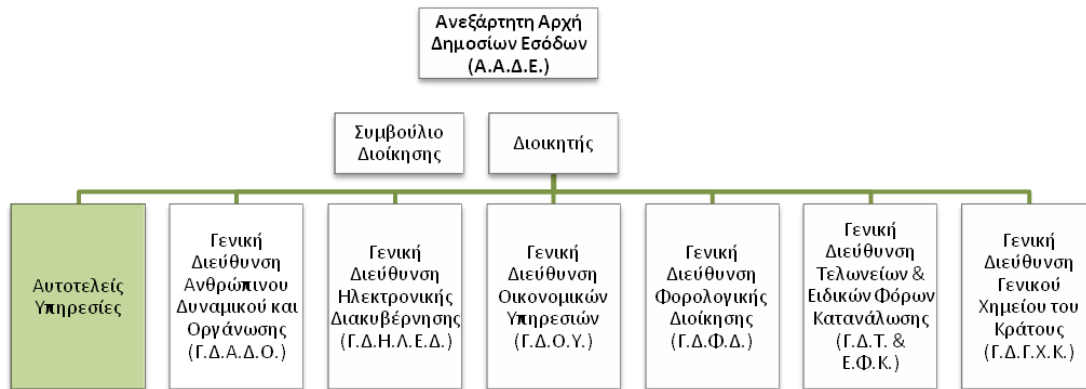 Ανεξάρτητη Αρχή
Δημοσίων Εσόδων
(Α.Α.Δ.Ε.)
Συμβούλιο
Διοίκησης
Διοικητής
Αυτοτελείς
Υπηρεσίες
Γενική
Διεύθυνση
Ανθρώπινου
Δυναμικού και
Οργάνωσης
(Γ.Δ.Α.Δ.Ο.)
Γενική
Διεύθυνση
Ηλεκτρονικής
Διακυβέρνησης
(Γ.Δ.Η.Λ.Ε.Δ.)
Γενική
Διεύθυνση
Οικονομικών
Υπηρεσιών
(Γ.Δ.Ο.Υ.)
Γενική
Διεύθυνση
Φορολογικής
Διοίκησης
(Γ.Δ.Φ.Δ.)
Γενική
Διεύθυνση
Τελωνείων &
Ειδικών Φόρων
Κατανάλωσης
(Γ.Δ.Τ. &
Ε.Φ.Κ.)
Γενική
Διεύθυνση
Γενικού
Χημείου του
Κράτους
(Γ.Δ.Γ.Χ.Κ.)